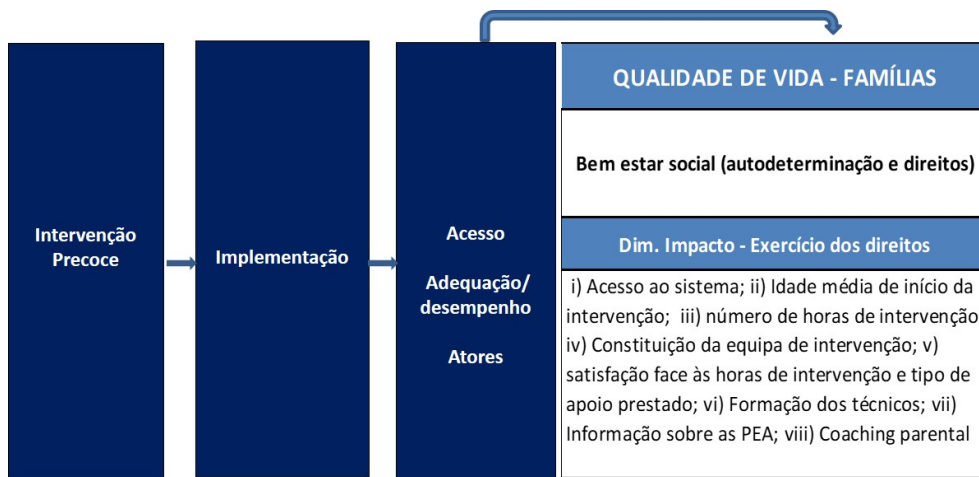 Intervenção
Precoce
Implementação
Acesso
Adequação/
desempenho
Atores
QUALIDADE DE VIDA - FAMÍLIAS
Bem estar social (autodeterminação e direitos)
Dim. Impacto - Exercício dos direitos
i) Acesso ao sistema; ii) Idade média de início da
intervenção; iii) número de horas de intervenção
iv) Constituição da equipa de intervenção; v)
satisfação face às horas de intervenção e tipo de
apoio prestado; vi) Formação dos técnicos; vii)
Informação sobre as PEA; viii) Coaching parental